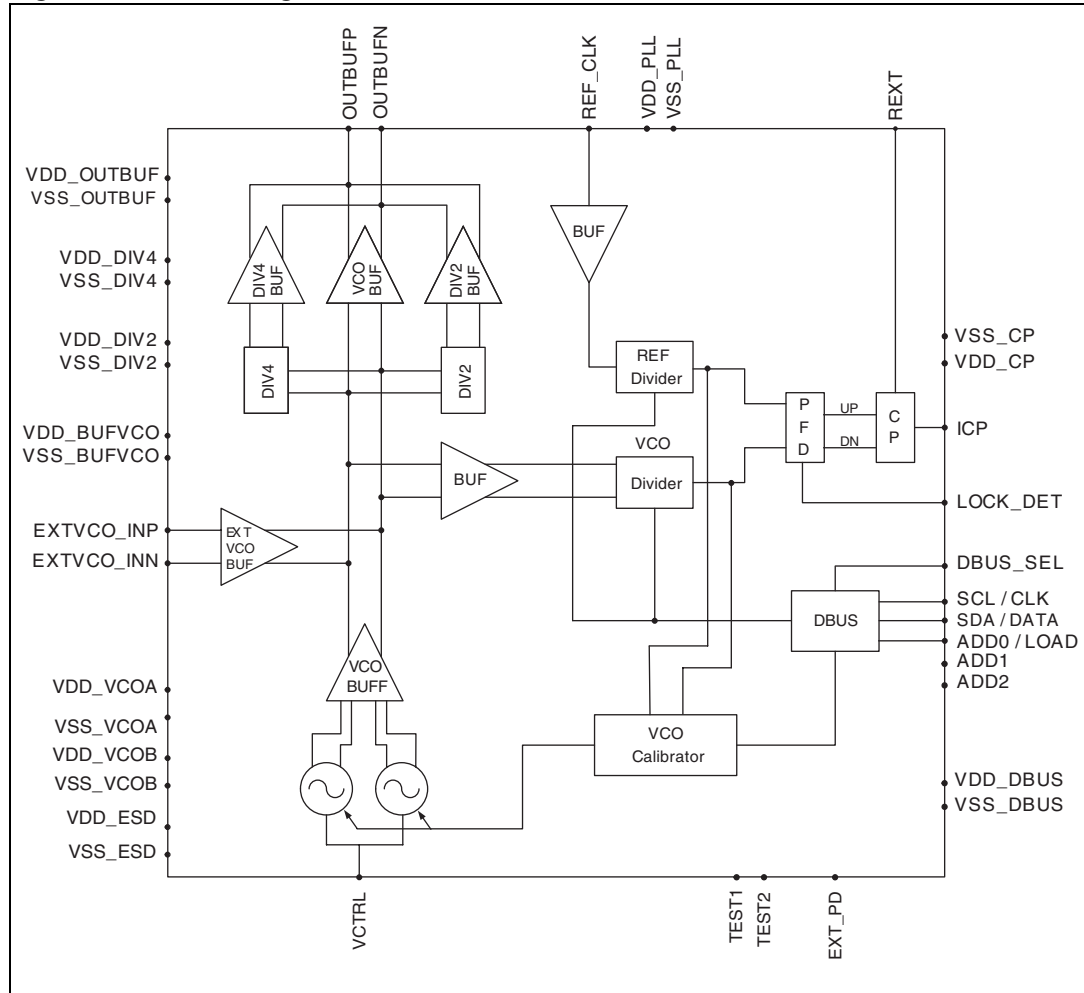 OUTBUFP
OUTBUFN
REF_CLK
VDD_PLL
VSS_PLL
REXT
VDD_OUTBUF
VSS_OUTBUF
VDD_DIV4
VSS_DIV4
VDD_DIV2
VSS_DIV2
VDD_BUFVCO
VSS_BUFVCO
EXTVCO_INP
EXTVCO_INN
VDD_VCOA
VSS_VCOA
VDD_VCOB
VSS_VCOB
VDD_ESD
VSS_ESD
DIV4
BUF
VCO
BUF
DIV2
BUF
DIV4
DIV2
BUF
REF
Divider
VCO
Divider
BUF
EXT
VCO
BUF
VCO
BUFF
P
F
D
UP
DN
C
P
DBUS
VCO
Calibrator
VSS_CP
VDD_CP
ICP
LOCK_DET
DBUS_SEL
SCL / CLK
SDA / DATA
ADD0 / LOAD
ADD1
ADD2
VDD_DBUS
VSS_DBUS
VCTRL
TEST1
TEST2
EXT_PD